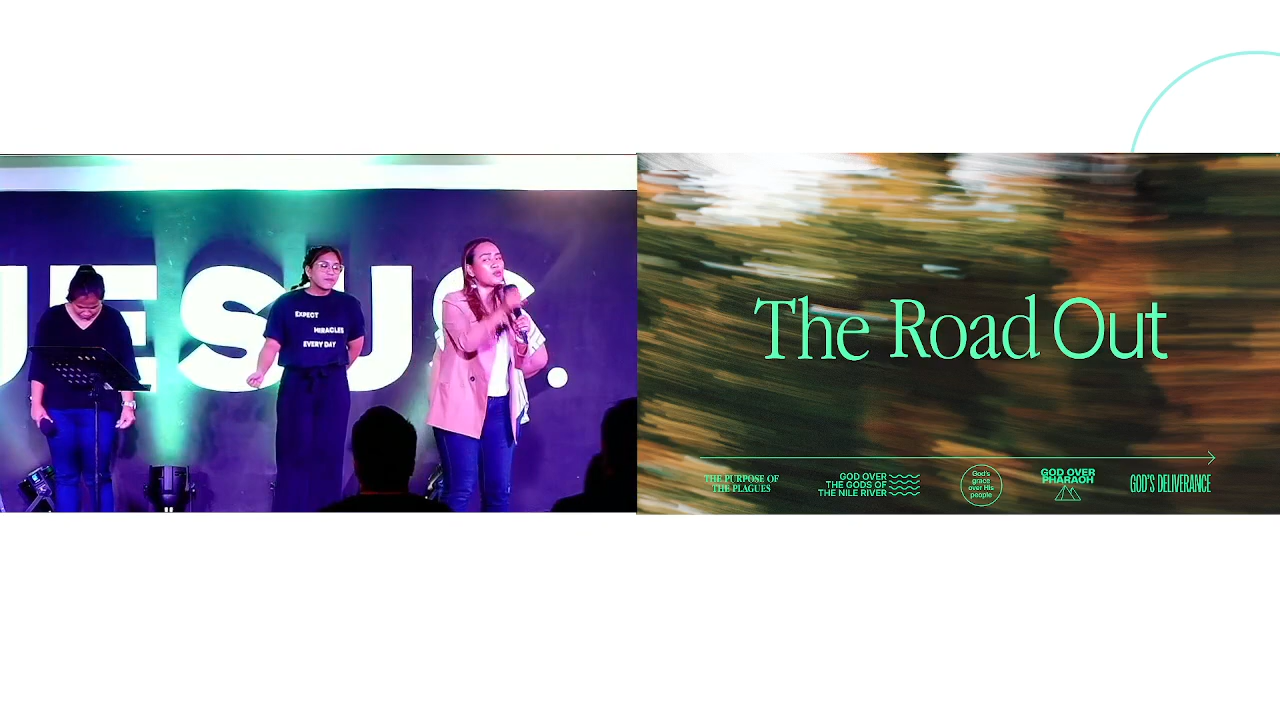 JESUS.
EXPECT
MIRACLES
EVERY DAY
The Road Out
THE PURPOSE OF
THE PLAGUES
GOD OVER
THE GODS OF
THE NILE RIVER
God's
grace
over His
people
GOD OVER
PHARAOH
GOD'S DELIVERANCE